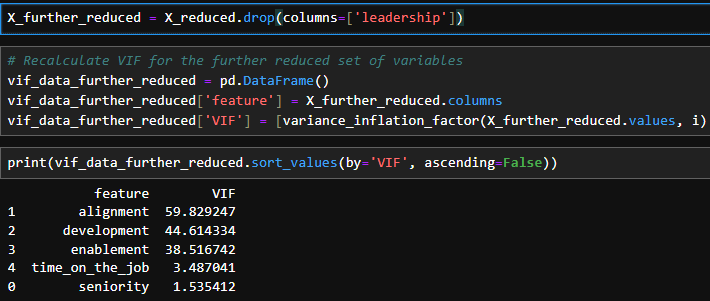 X_further_reduced = X_reduced.drop(columns=['leadership'])
# Recalculate VIF for the further reduced set of variables
vif_data_further_reduced = pd.DataFrame()
vif_data_further_reduced['feature'] = X_further_reduced.columns
vif_data_further_reduced['VIF'] = [variance_inflation_factor(X_further_reduced.values, i)
print(vif_data_further_reduced.sort_values(by='VIF', ascending=False))
feature VIF
1 alignment 59.829247
2 development 44.614334
3 enablement 38.516742
4 time_on_the_job 3.487041
0 seniority 1.535412